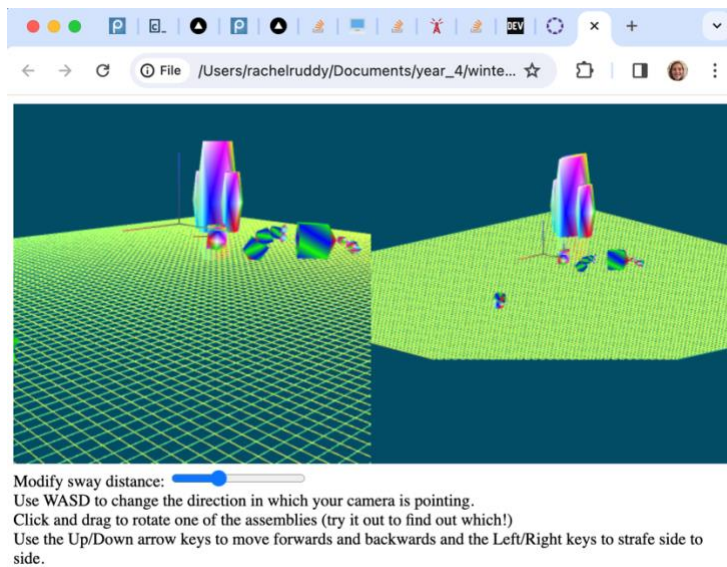 P C_ P DEV
File /Users/rachelruddy/Documents/year_4/winte...
Modify sway distance:
Use WASD to change the direction in which your camera is pointing.
Click and drag to rotate one of the assemblies (try it out to find out which!)
Use the Up/Down arrow keys to move forwards and backwards and the Left/Right keys to strafe side to
side.